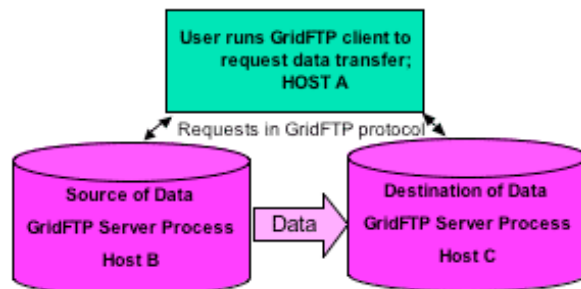 User runs GridFTP client to
request data transfer;
HOST A
Requests in GridFTP protocol
Source of Data
GridFTP Server Process
Host B
Data
Destination of Data
GridFTP Server Process
Host C